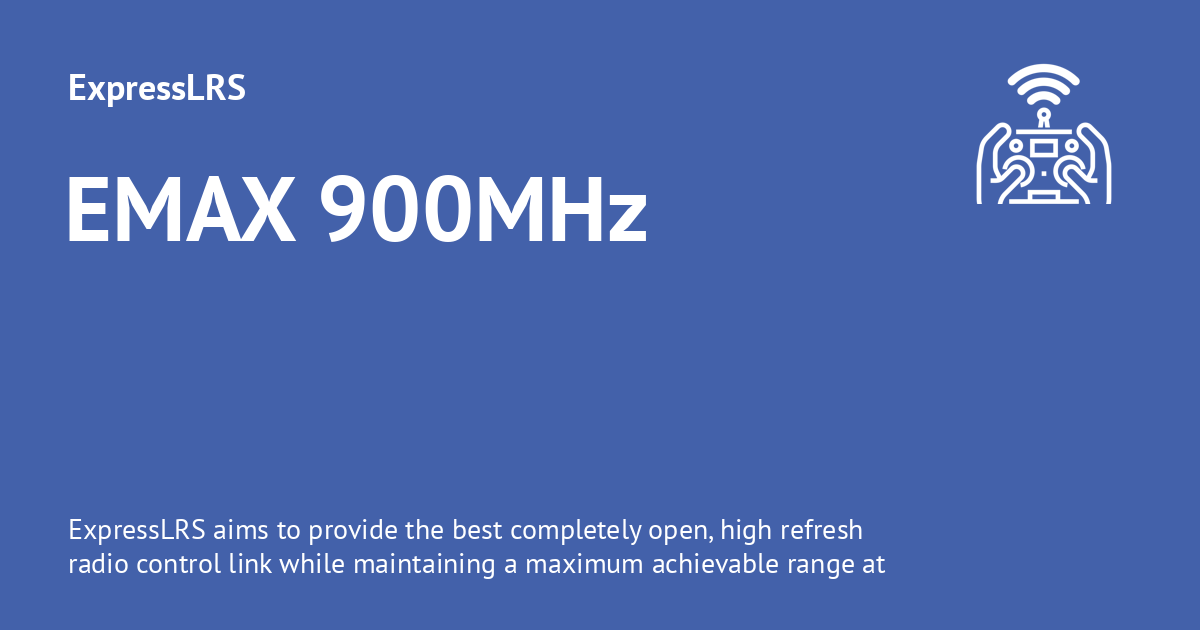 ExpressLRS
EMAX 900MHz
ExpressLRS aims to provide the best completely open, high refresh
radio control link while maintaining a maximum achievable range at